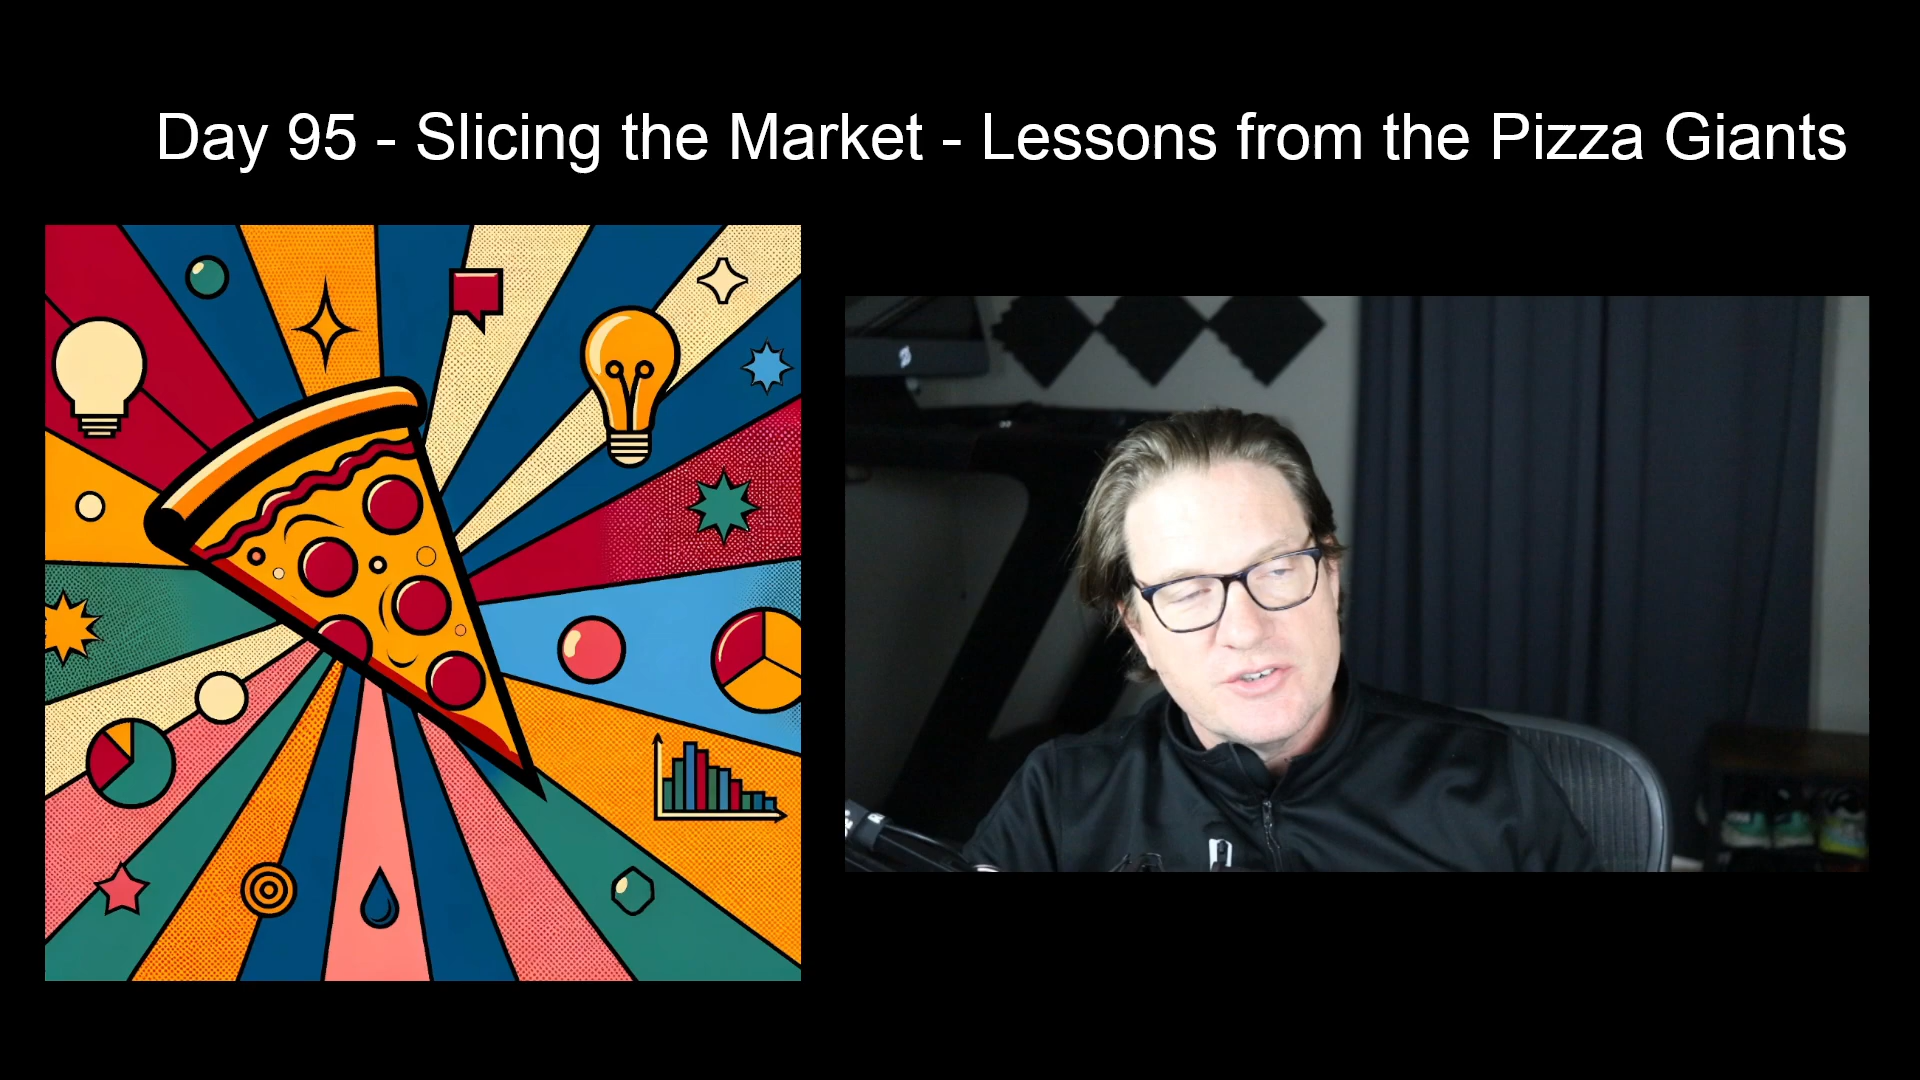 Day 95 - Slicing the Market - Lessons from the Pizza Giants